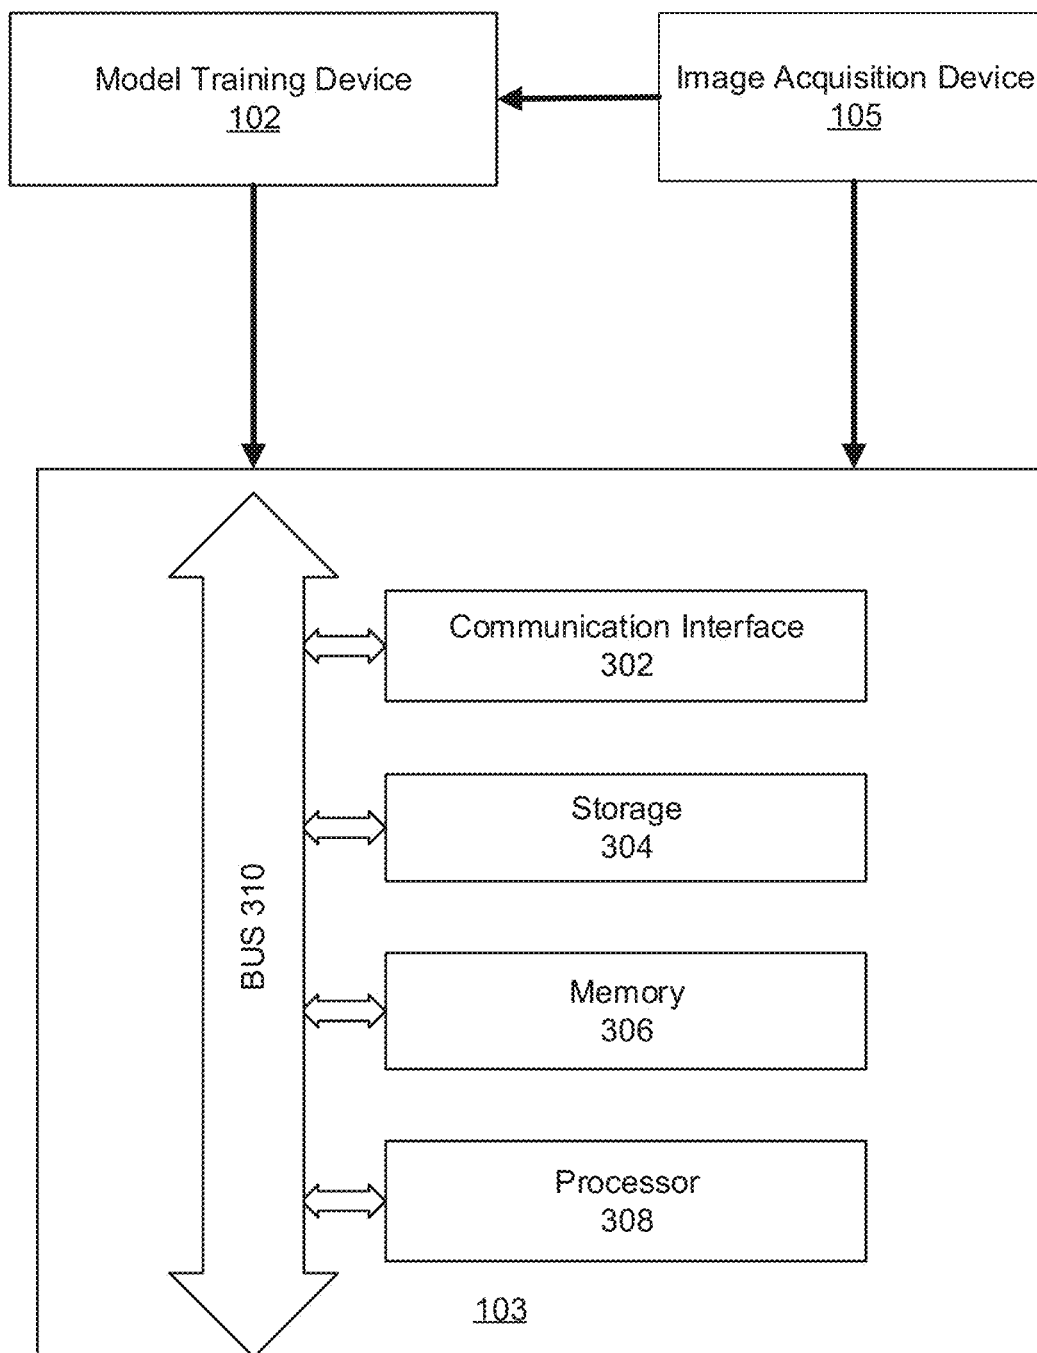 Model Training Device
102
Image Acquisition Device
105
Communication Interface
302
Storage
304
BUS 310
Memory
306
Processor
308
103